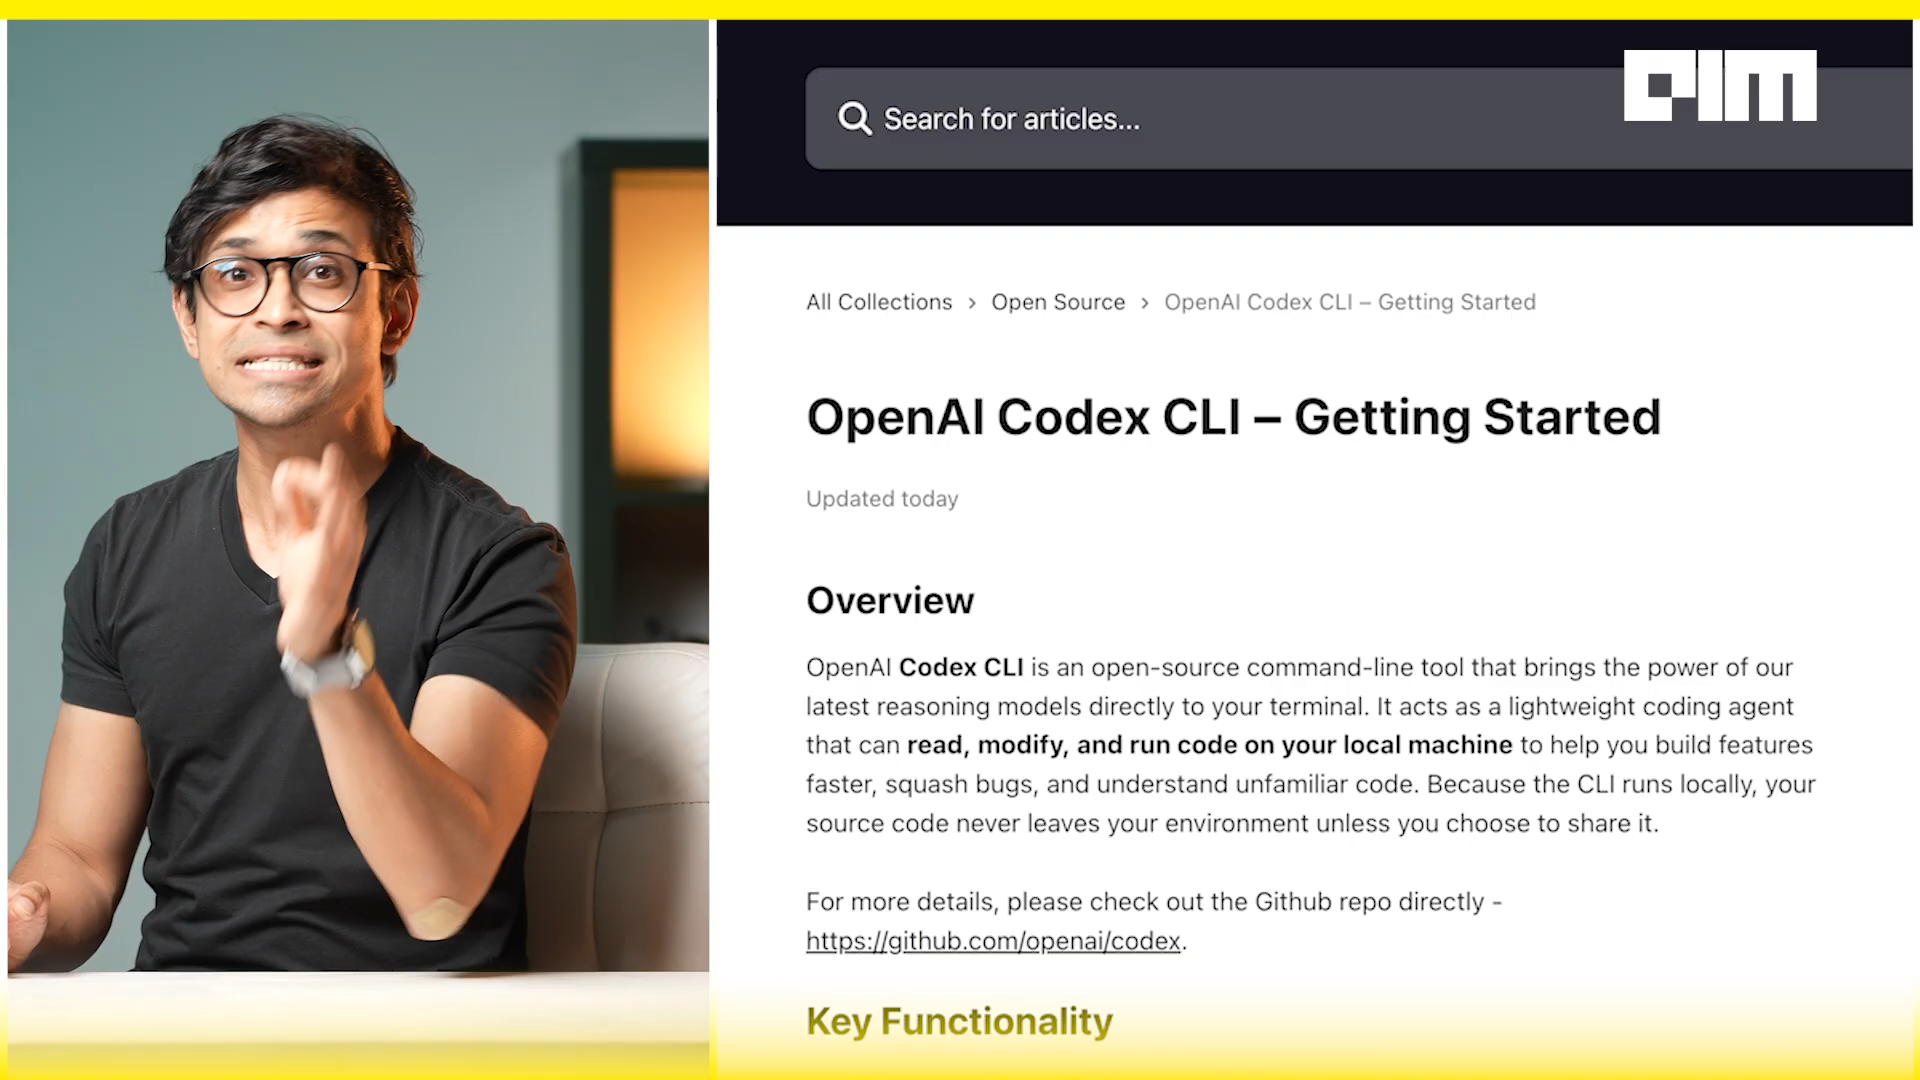 AIM
Search for articles...
All Collections > Open Source > OpenAI Codex CLI – Getting Started
OpenAI Codex CLI – Getting Started
Updated today
Overview
OpenAI Codex CLI is an open-source command-line tool that brings the power of our
latest reasoning models directly to your terminal. It acts as a lightweight coding agent
that can read, modify, and run code on your local machine to help you build features
faster, squash bugs, and understand unfamiliar code. Because the CLI runs locally, your
source code never leaves your environment unless you choose to share it.
For more details, please check out the Github repo directly -
https://github.com/openai/codex.
Key Functionality